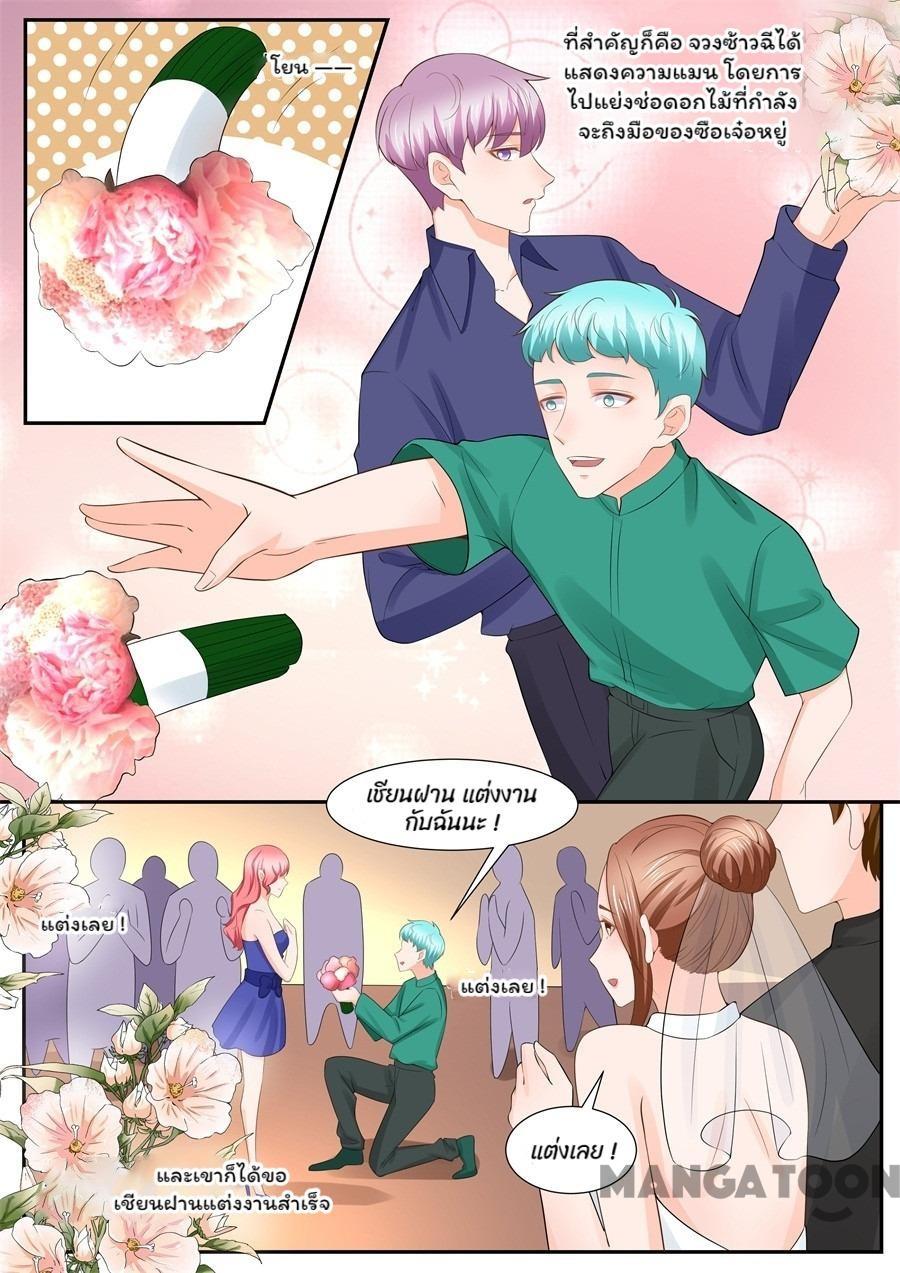 โยน ——
ที่สำคัญก็คือ จวงซ้าวฉีได้
แสดงความแมน โดยการ
ไปแย่งช่อดอกไม้ที่กำลัง
จะถึงมือของซือเจ๋อหยู่
เชียนฝาน แต่งงาน
กับฉันนะ !
แต่งเลย !
แต่งเลย !
แต่งเลย !
และเขาก็ได้ขอ
เชียนฝานแต่งงานสำเร็จ
MANGATOON